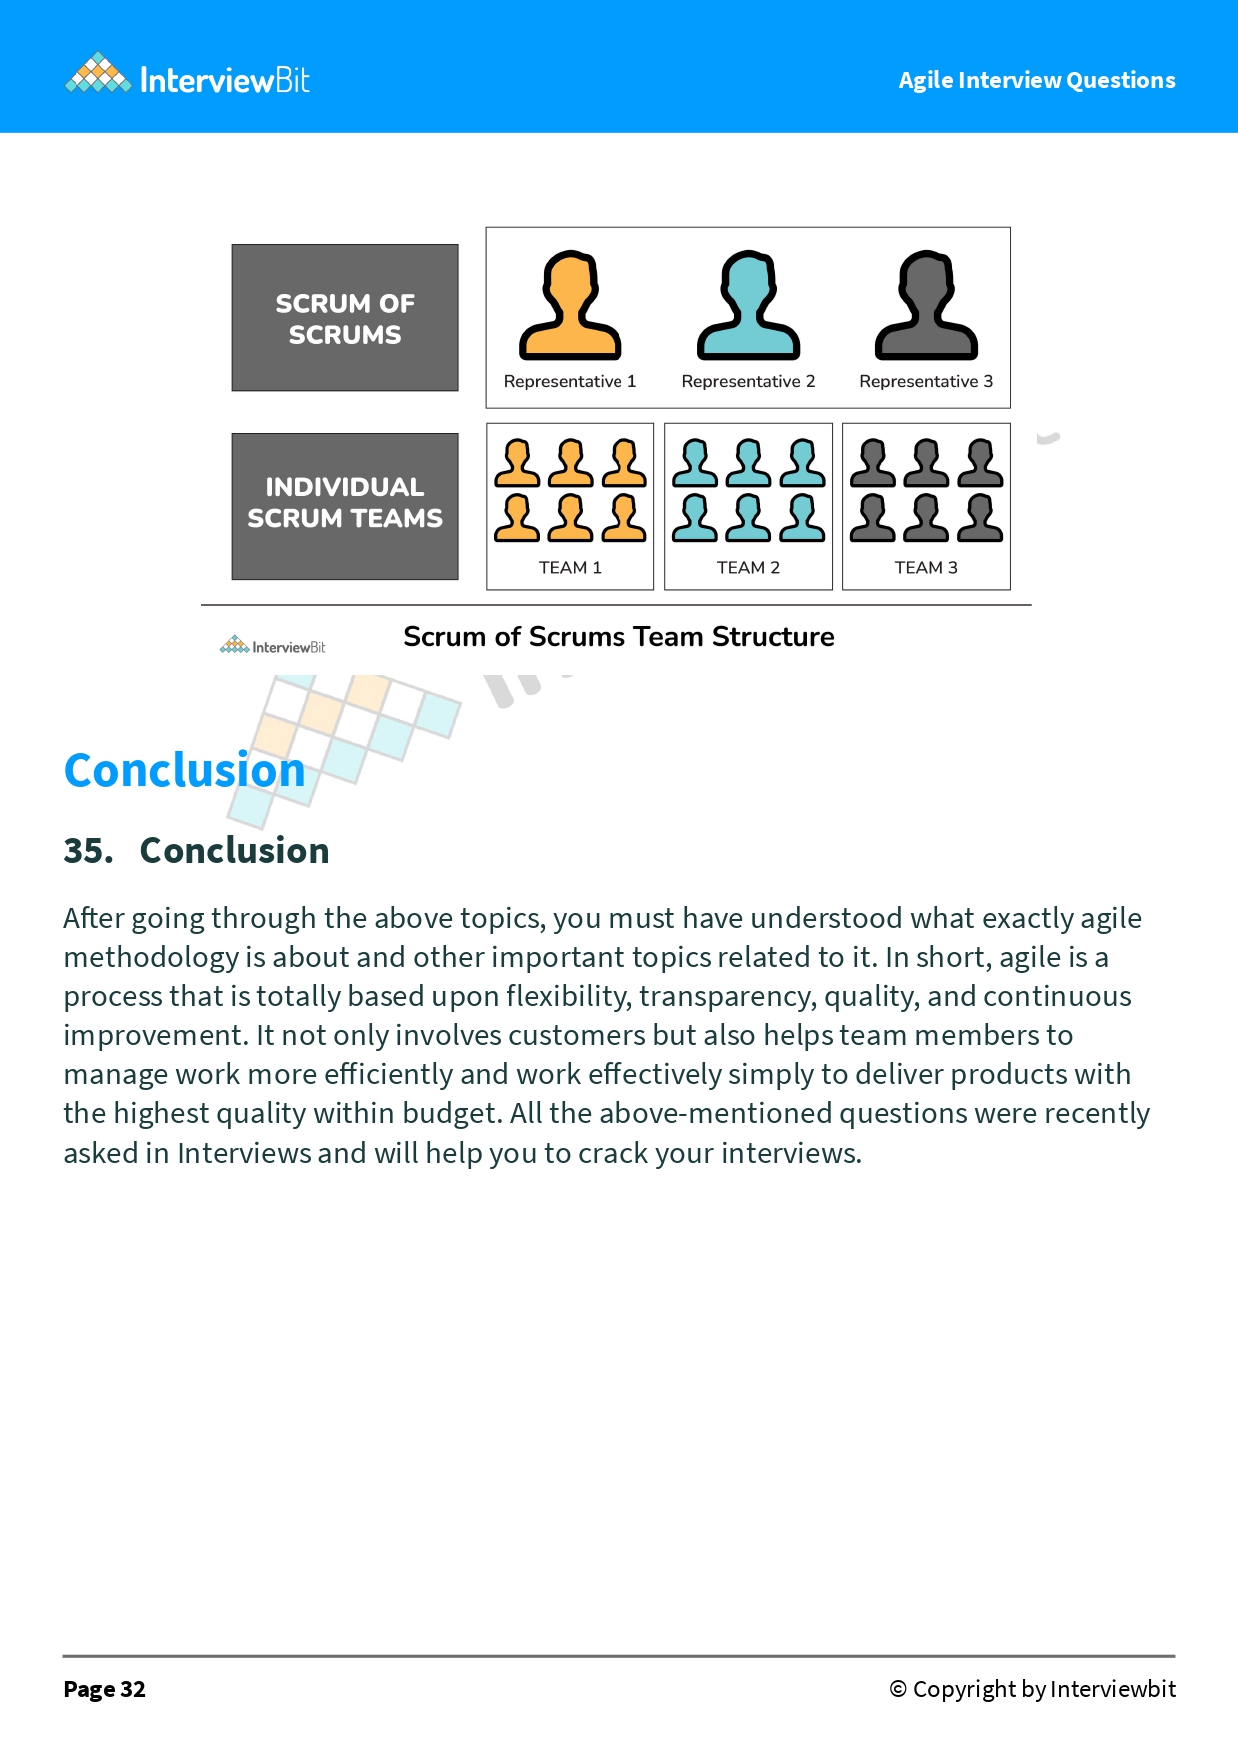 InterviewBit
Agile Interview Questions
SCRUM OF
SCRUMS
Representative 1
Representative 2
Representative 3
INDIVIDUAL
SCRUM TEAMS
TEAM 1
TEAM 2
TEAM 3
InterviewBit
Scrum of Scrums Team Structure
Conclusion
35. Conclusion
After going through the above topics, you must have understood what exactly agile
methodology is about and other important topics related to it. In short, agile is a
process that is totally based upon flexibility, transparency, quality, and continuous
improvement. It not only involves customers but also helps team members to
manage work more efficiently and work effectively simply to deliver products with
the highest quality within budget. All the above-mentioned questions were recently
asked in Interviews and will help you to crack your interviews.
Page 32
© Copyright by Interviewbit